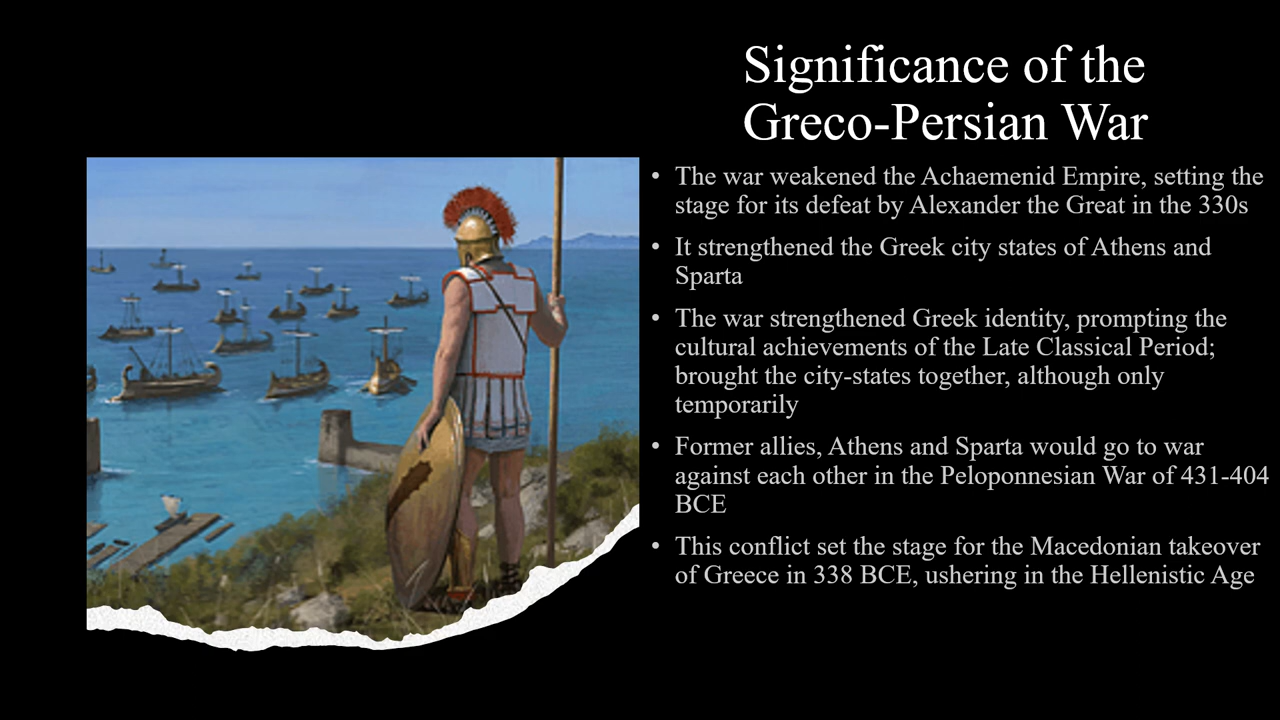 Significance of the
Greco-Persian War
• The war weakened the Achaemenid Empire, setting the
stage for its defeat by Alexander the Great in the 330s
• It strengthened the Greek city states of Athens and
Sparta
• The war strengthened Greek identity, prompting the
cultural achievements of the Late Classical Period;
brought the city-states together, although only
temporarily
• Former allies, Athens and Sparta would go to war
against each other in the Peloponnesian War of 431-404
BCE
• This conflict set the stage for the Macedonian takeover
of Greece in 338 BCE, ushering in the Hellenistic Age